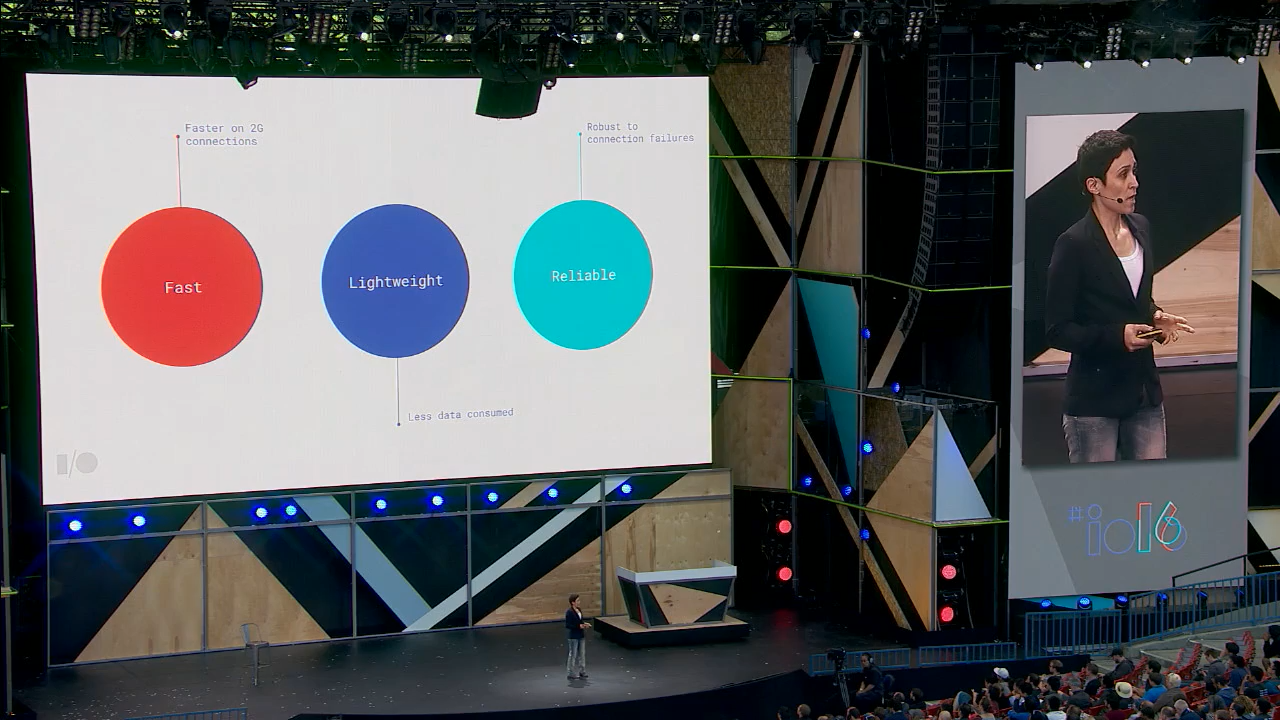 Faster on 2G
connections
Robust to
connection failures
Fast
Lightweight
Reliable
Less data consumed
I/O
#io16